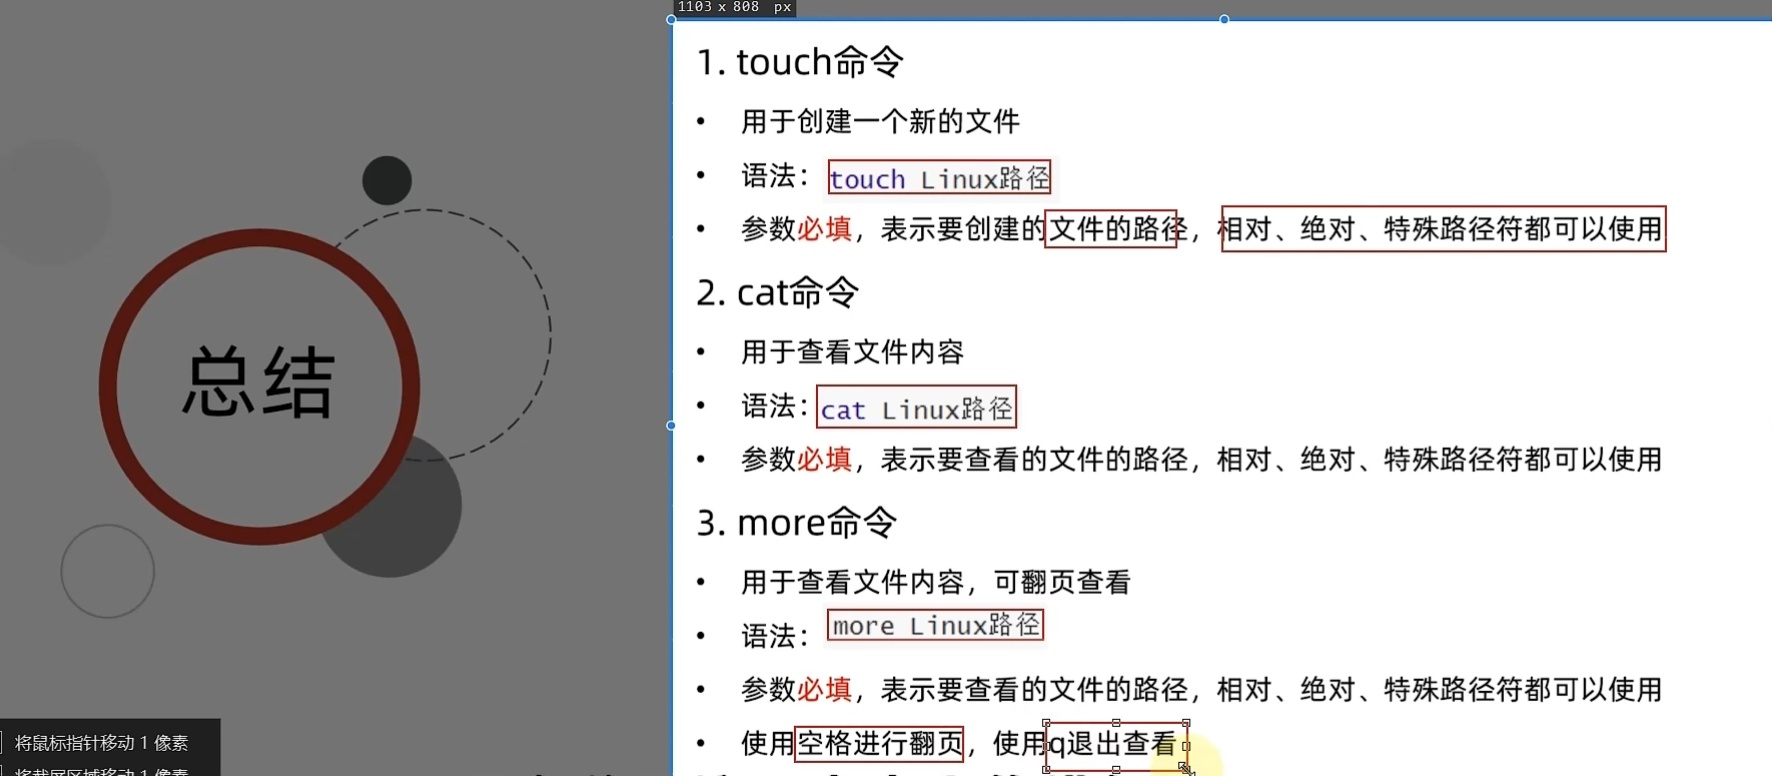 1103 x 808 px
1. touch命令
• 用于创建一个新的文件
• 语法：touch Linux路径
• 参数必填，表示要创建的文件的路径，相对、绝对、特殊路径符都可以使用
2. cat命令
• 用于查看文件内容
• 语法：cat Linux路径
• 参数必填，表示要查看的文件的路径，相对、绝对、特殊路径符都可以使用
3. more命令
• 用于查看文件内容，可翻页查看
• 语法：more Linux路径
• 参数必填，表示要查看的文件的路径，相对、绝对、特殊路径符都可以使用
• 使用空格进行翻页，使用q退出查看
总结
将鼠标指针移动 1 像素